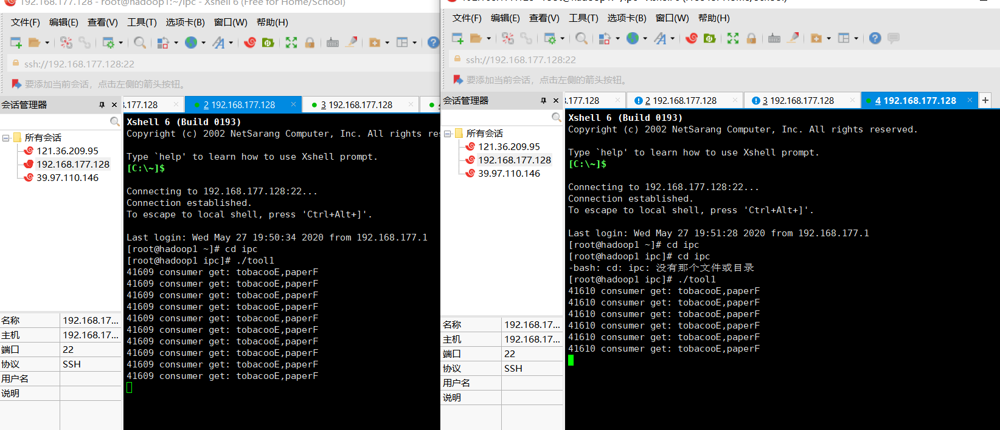 192.168.177.128 - root@hadoop1:~/ipc - Xshell 6 (Free for Home/School)
文件(F) 编辑(E) 查看(V) 工具(T) 选项卡(B) 窗口(W) 帮助(H)
ssh://192.168.177.128:22
要添加当前会话，点击左侧的箭头按钮。
会话管理器
.177.128
2 192.168.177.128
3 192.168.177.128
所有会话
121.36.209.95
192.168.177.128
39.97.110.146
名称 192.168.17...
主机 192.168.17...
端口 22
协议 SSH
用户名
说明
Xshell 6 (Build 0193)
Copyright (c) 2002 NetSarang Computer, Inc. All rights res
Type `help' to learn how to use Xshell prompt.
[C:\~]$
Connecting to 192.168.177.128:22...
Connection established.
To escape to local shell, press 'Ctrl+Alt+]'.
Last login: Wed May 27 19:50:34 2020 from 192.168.177.1
[root@hadoop1 ~]# cd ipc
[root@hadoop1 ipc]# ./tool1
41609 consumer get: tobacooE,paperF
41609 consumer get: tobacooE,paperF
41609 consumer get: tobacooE,paperF
41609 consumer get: tobacooE,paperF
41609 consumer get: tobacooE,paperF
41609 consumer get: tobacooE,paperF
41609 consumer get: tobacooE,paperF
41609 consumer get: tobacooE,paperF
41609 consumer get: tobacooE,paperF
41609 consumer get: tobacooE,paperF
文件(F) 编辑(E) 查看(V) 工具(T) 选项卡(B) 窗口(W) 帮助(H)
ssh://192.168.177.128:22
要添加当前会话，点击左侧的箭头按钮。
会话管理器
.177.128
2 192.168.177.128
3 192.168.177.128
4 192.168.177.128
所有会话
121.36.209.95
192.168.177.128
39.97.110.146
名称 192.168.17...
主机 192.168.17...
端口 22
协议 SSH
用户名
说明
Xshell 6 (Build 0193)
Copyright (c) 2002 NetSarang Computer, Inc. All rights reserved.
Type `help' to learn how to use Xshell prompt.
[C:\~]$
Connecting to 192.168.177.128:22...
Connection established.
To escape to local shell, press 'Ctrl+Alt+]'.
Last login: Wed May 27 19:51:28 2020 from 192.168.177.1
[root@hadoop1 ~]# cd ipc
[root@hadoop1 ipc]# cd ipc
-bash: cd: ipc: 没有那个文件或目录
[root@hadoop1 ipc]# ./tool1
41610 consumer get: tobacooE,paperF
41610 consumer get: tobacooE,paperF
41610 consumer get: tobacooE,paperF
41610 consumer get: tobacooE,paperF
41610 consumer get: tobacooE,paperF
41610 consumer get: tobacooE,paperF